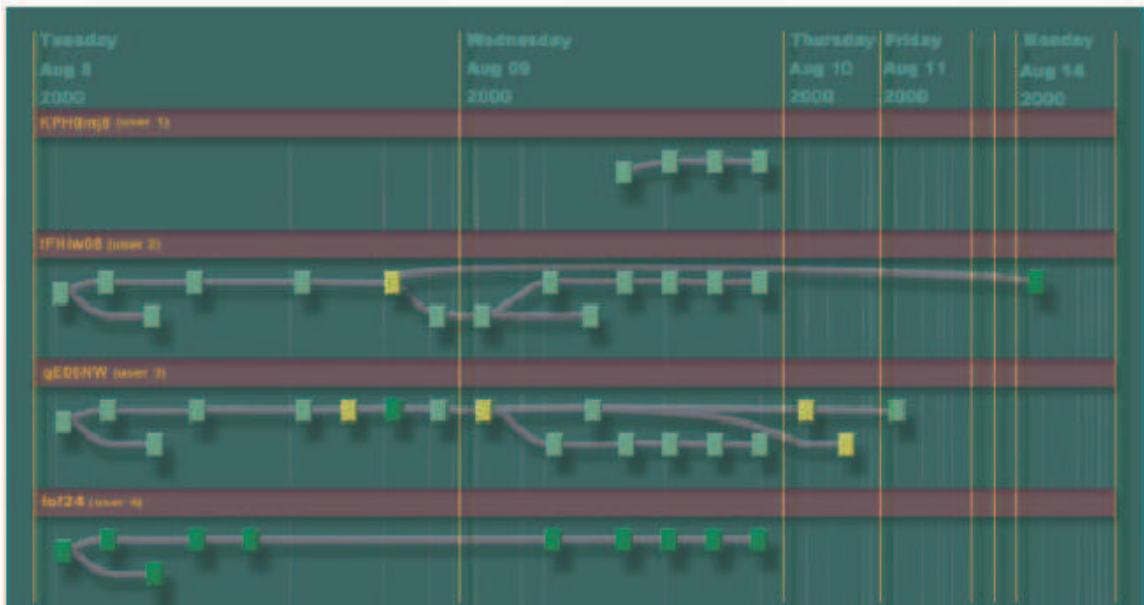 Tuesday Wednesday Thursday Friday Monday
Aug 8 Aug 09 Aug 10 Aug 11 Aug 14
2000 2000 2000 2000 2000
(user 1)
(user 2)
(user 3)
fof24 (user 4)